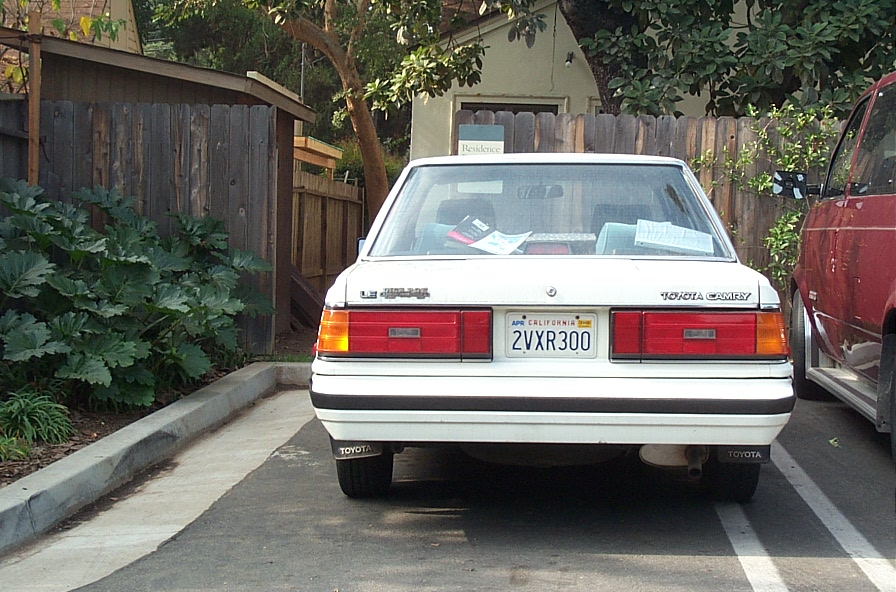 Residence
LE
TOYOTA CAMRY
APR CALIFORNIA
2VXR300
TOYOTA
TOYOTA